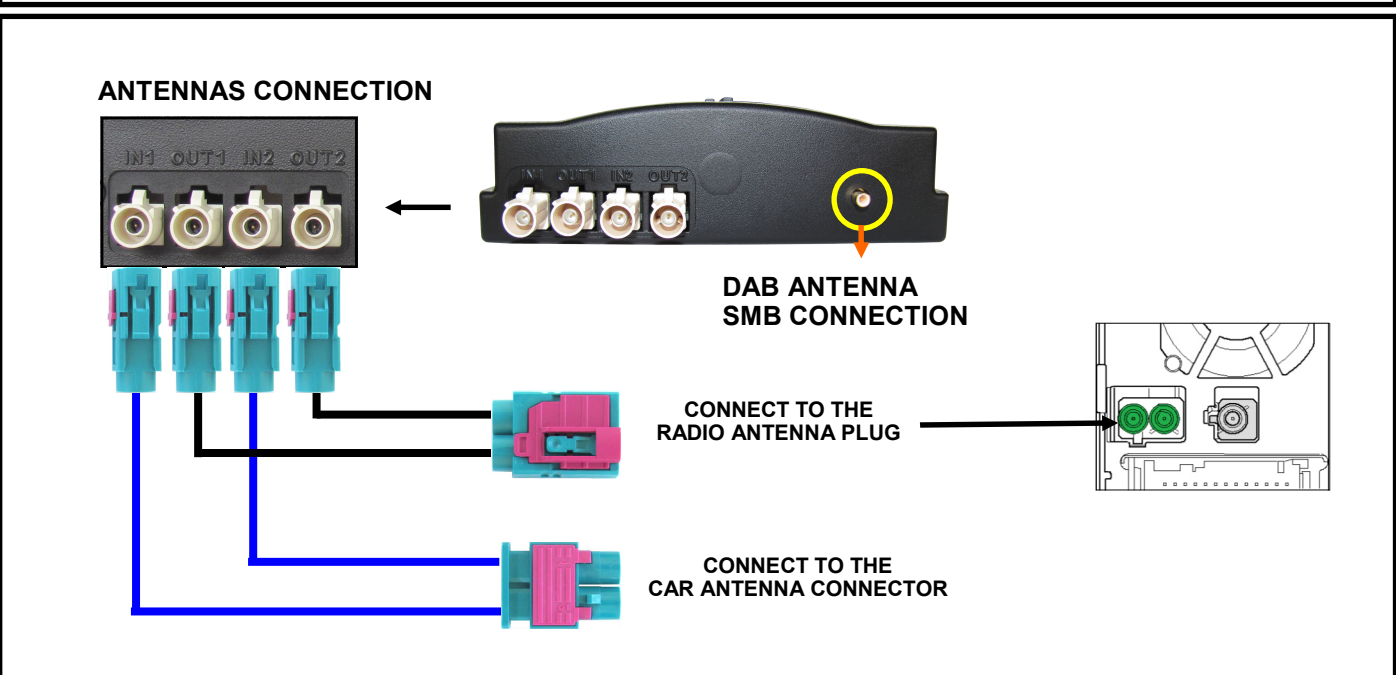 ANTENNAS CONNECTION
IN1 OUT1 IN2 OUT2
IN1 OUT1 IN2 OUT2
DAB ANTENNA
SMB CONNECTION
CONNECT TO THE
RADIO ANTENNA PLUG
CONNECT TO THE
CAR ANTENNA CONNECTOR